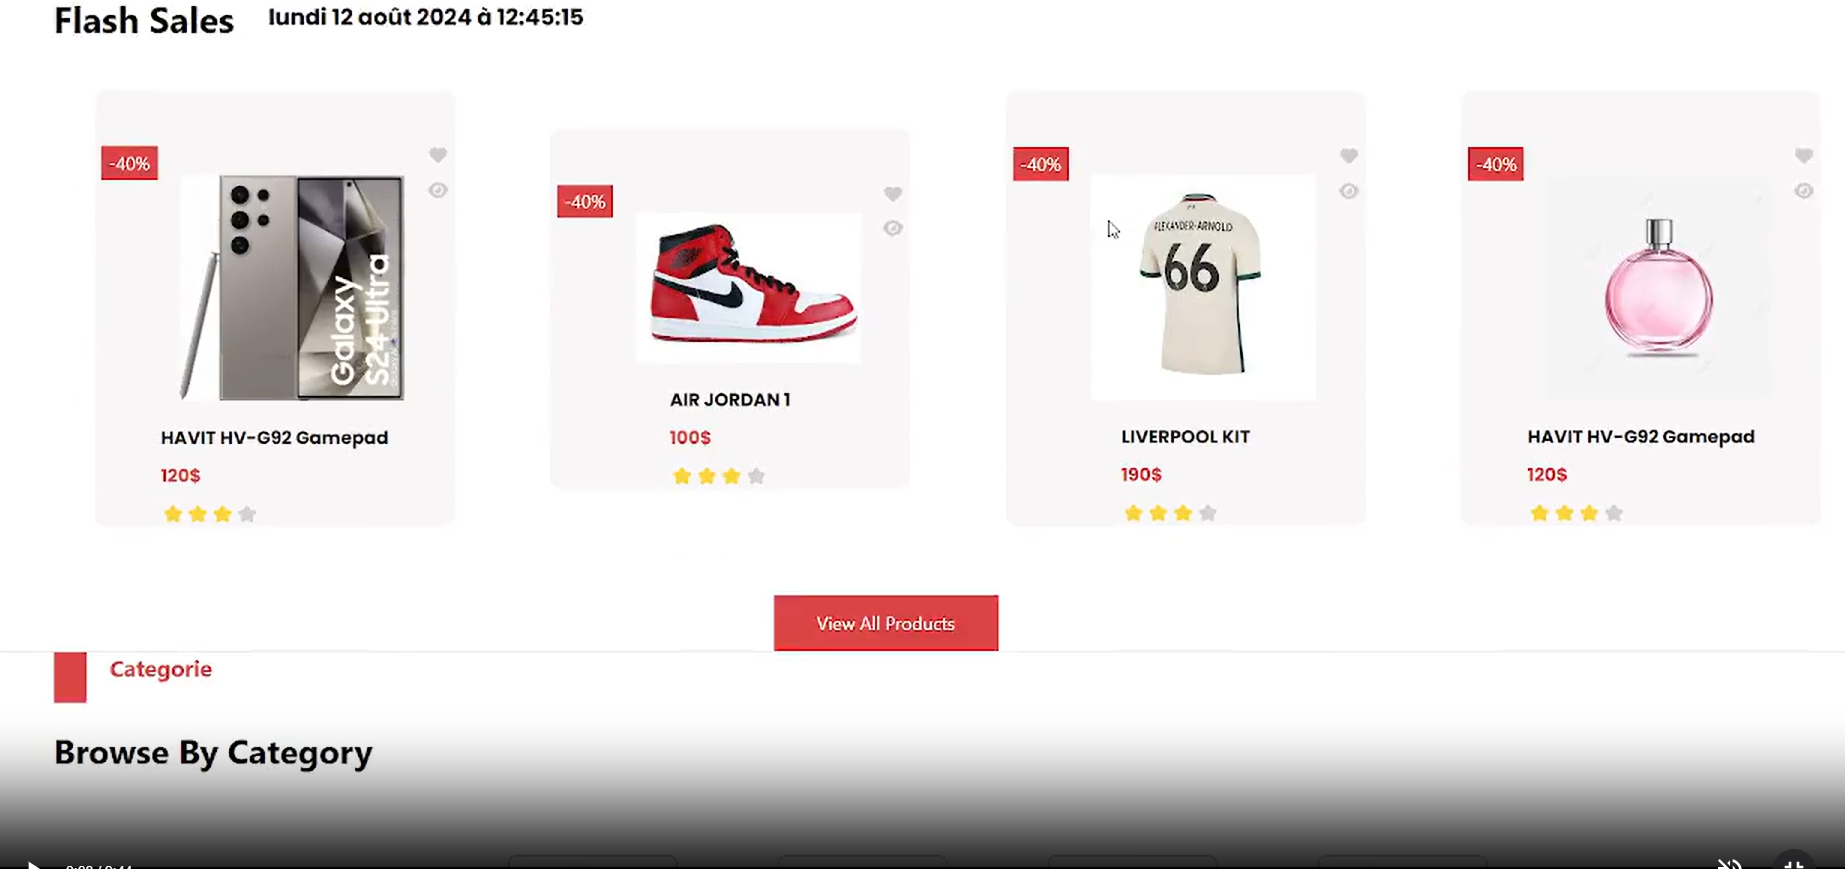 Flash Sales
lundi 12 août 2024 à 12:45:15
-40%
Galaxy
S24 Ultra
HAVIT HV-G92 Gamepad
120$
-40%
AIR JORDAN 1
100$
-40%
ALEXANDER-ARNOLD
66
LIVERPOOL KIT
190$
-40%
HAVIT HV-G92 Gamepad
120$
View All Products
Categorie
Browse By Category